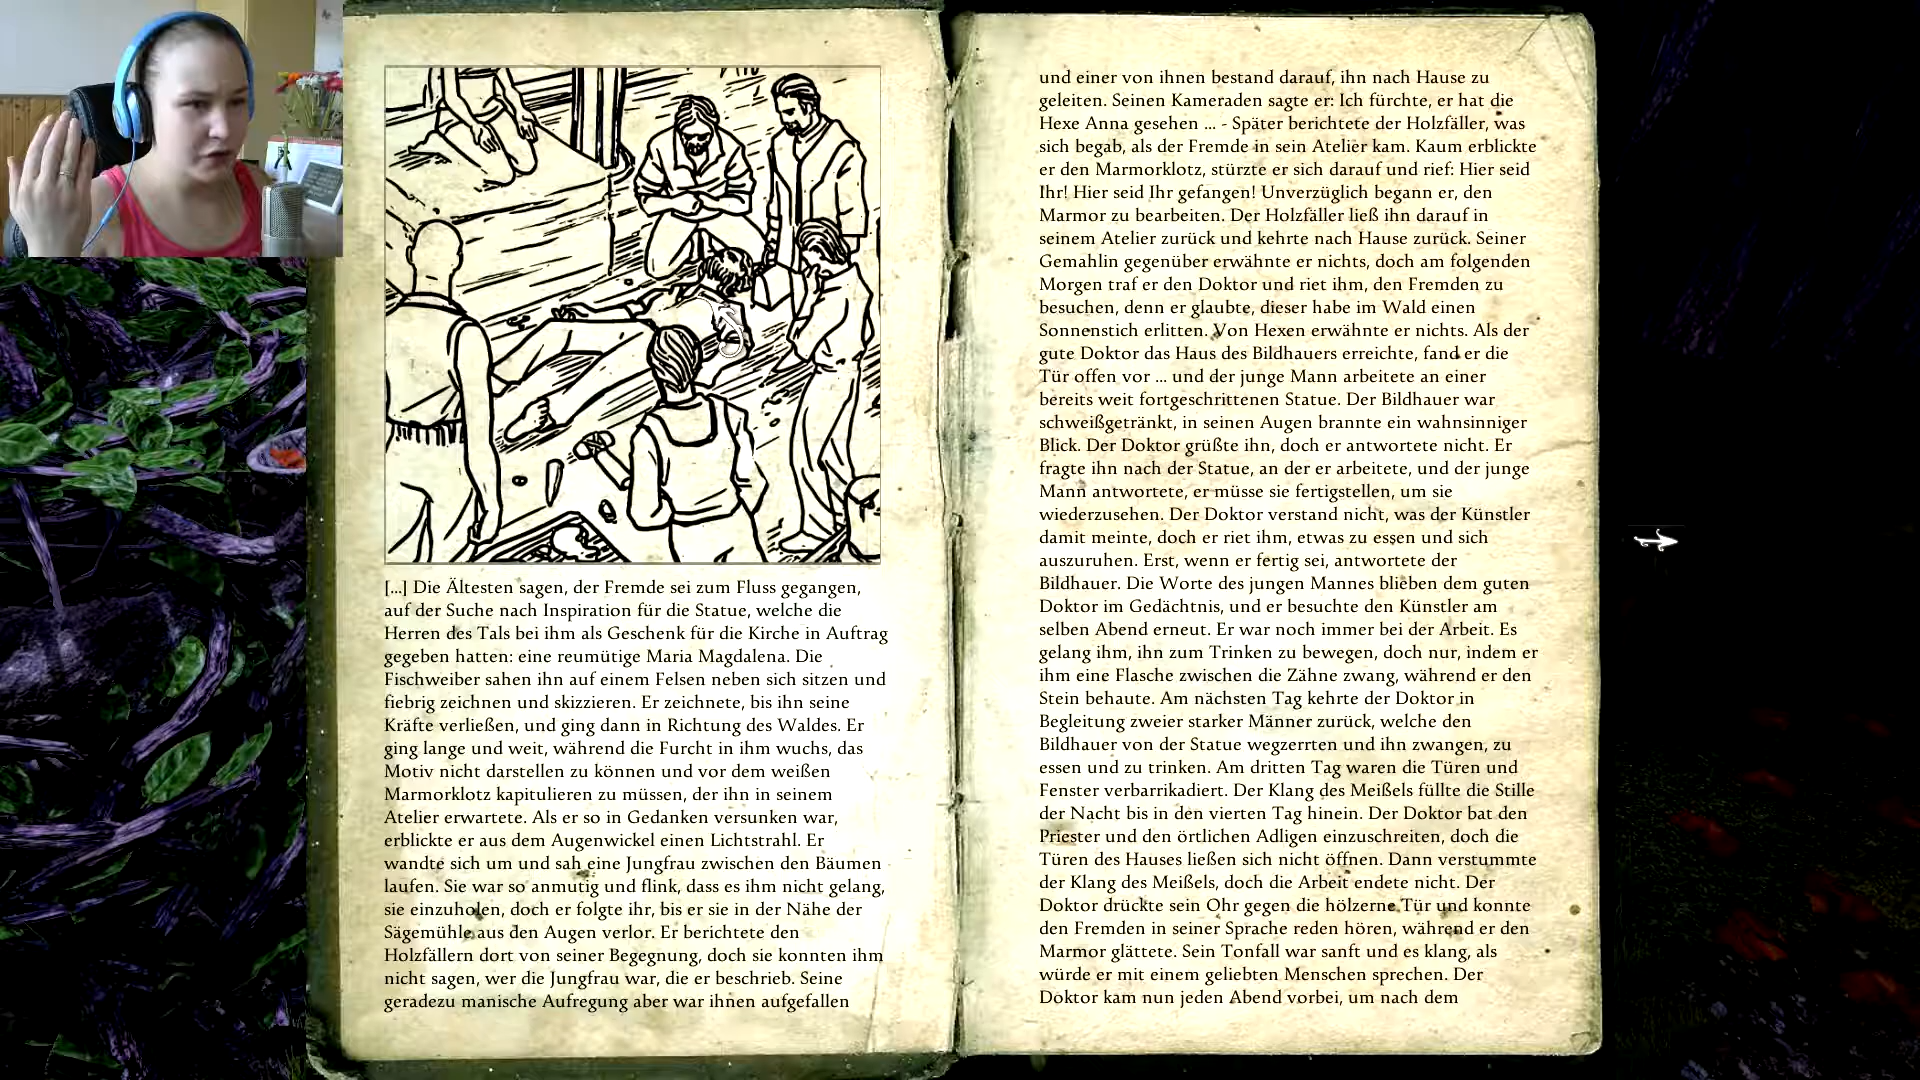 [...] Die Ältesten sagen, der Fremde sei zum Fluss gegangen,
auf der Suche nach Inspiration für die Statue, welche die
Herren des Tals bei ihm als Geschenk für die Kirche in Auftrag
gegeben hatten: eine reumütige Maria Magdalena. Die
Fischweiber sahen ihn auf einem Felsen neben sich sitzen und
fiebrig zeichnen und skizzieren. Er zeichnete, bis ihn seine
Kräfte verließen, und ging dann in Richtung des Waldes. Er
ging lange und weit, während die Furcht in ihm wuchs, das
Motiv nicht darstellen zu können und vor dem weißen
Marmorklotz kapitulieren zu müssen, der ihn in seinem
Atelier erwartete. Als er so in Gedanken versunken war,
erblickte er aus dem Augenwickel einen Lichtstrahl. Er
wandte sich um und sah eine Jungfrau zwischen den Bäumen
laufen. Sie war so anmutig und flink, dass es ihm nicht gelang,
sie einzuholen, doch er folgte ihr, bis er sie in der Nähe der
Sägemühle aus den Augen verlor. Er berichtete den
Holzfällern dort von seiner Begegnung, doch sie konnten ihm
nicht sagen, wer die Jungfrau war, die er beschrieb. Seine
geradezu manische Aufregung aber war ihnen aufgefallen
und einer von ihnen bestand darauf, ihn nach Hause zu
geleiten. Seinen Kameraden sagte er: Ich fürchte, er hat die
Hexe Anna gesehen ... - Später berichtete der Holzfäller, was
sich begab, als der Fremde in sein Atelier kam. Kaum erblickte
er den Marmorklotz, stürzte er sich darauf und rief: Hier seid
Ihr! Hier seid Ihr gefangen! Unverzüglich begann er, den
Marmor zu bearbeiten. Der Holzfäller ließ ihn darauf in
seinem Atelier zurück und kehrte nach Hause zurück. Seiner
Gemahlin gegenüber erwähnte er nichts, doch am folgenden
Morgen traf er den Doktor und riet ihm, den Fremden zu
besuchen, denn er glaubte, dieser habe im Wald einen
Sonnenstich erlitten. Von Hexen erwähnte er nichts. Als der
gute Doktor das Haus des Bildhauers erreichte, fand er die
Tür offen vor ... und der junge Mann arbeitete an einer
bereits weit fortgeschrittenen Statue. Der Bildhauer war
schweißgetränkt, in seinen Augen brannte ein wahnsinniger
Blick. Der Doktor grüßte ihn, doch er antwortete nicht. Er
fragte ihn nach der Statue, an der er arbeitete, und der junge
Mann antwortete, er müsse sie fertigstellen, um sie
wiederzusehen. Der Doktor verstand nicht, was der Künstler
damit meinte, doch er riet ihm, etwas zu essen und sich
auszuruhen. Erst, wenn er fertig sei, antwortete der
Bildhauer. Die Worte des jungen Mannes blieben dem guten
Doktor im Gedächtnis, und er besuchte den Künstler am
selben Abend erneut. Er war noch immer bei der Arbeit. Es
gelang ihm, ihn zum Trinken zu bewegen, doch nur, indem er
ihm eine Flasche zwischen die Zähne zwang, während er den
Stein behaute. Am nächsten Tag kehrte der Doktor in
Begleitung zweier starker Männer zurück, welche den
Bildhauer von der Statue wegzerrten und ihn zwangen, zu
essen und zu trinken. Am dritten Tag waren die Türen und
Fenster verbarrikadiert. Der Klang des Meißels füllte die Stille
der Nacht bis in den vierten Tag hinein. Der Doktor bat den
Priester und den örtlichen Adligen einzuschreiten, doch die
Türen des Hauses ließen sich nicht öffnen. Dann verstummte
der Klang des Meißels, doch die Arbeit endete nicht. Der
Doktor drückte sein Ohr gegen die hölzerne Tür und konnte
den Fremden in seiner Sprache reden hören, während er den
Marmor glättete. Sein Tonfall war sanft und es klang, als
würde er mit einem geliebten Menschen sprechen. Der
Doktor kam nun jeden Abend vorbei, um nach dem